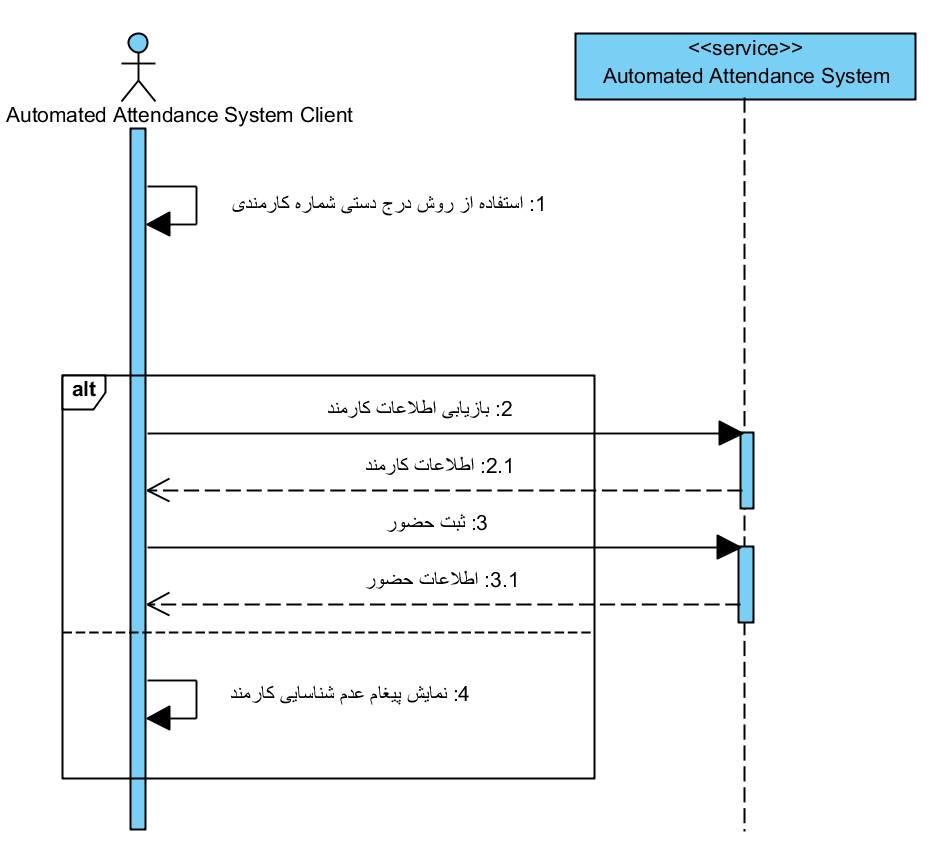 <<service>>
Automated Attendance System
Automated Attendance System Client
1: استفاده از روش درج دستی شماره کارمندی
alt
2: بازیابی اطلاعات کارمند
2.1: اطلاعات کارمند
3: ثبت حضور
3.1: اطلاعات حضور
4: نمایش پیغام عدم شناسایی کارمند